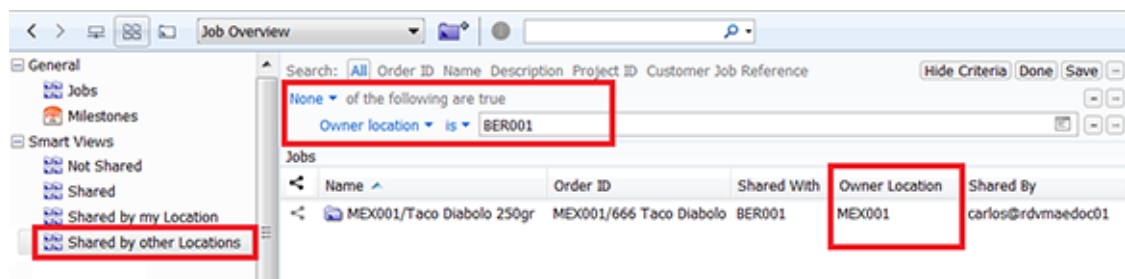 Job Overview
General
Jobs
Milestones
Smart Views
Not Shared
Shared
Shared by my Location
Shared by other Locations
Search: All Order ID Name Description Project ID Customer Job Reference Hide Criteria Done Save
None of the following are true
Owner location is BER001
Jobs
Name Order ID Shared With Owner Location Shared By
MEX001/Taco Diabolo 250gr MEX001/666 Taco Diabolo BER001 MEX001 carlos@rdvmaedoc01